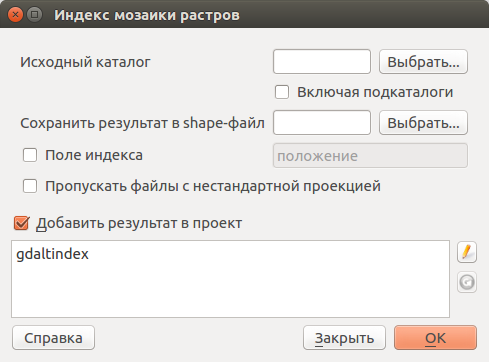 Индекс мозаики растров
Исходный каталог
Выбрать...
Включая подкаталоги
Сохранить результат в shape-файл
Выбрать...
Поле индекса
положение
Пропускать файлы с нестандартной проекцией
Добавить результат в проект
gdaltindex
Справка
Закрыть
OK